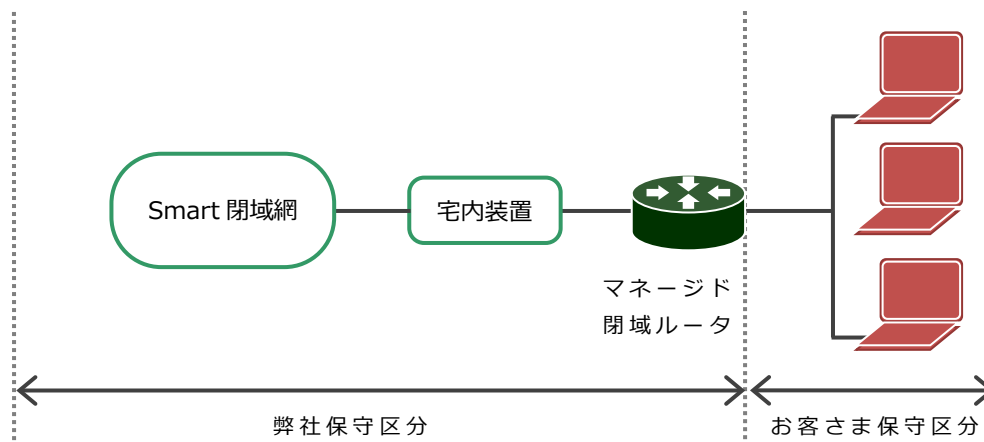 Smart 閉域網
宅内装置
マネージド
閉域ルータ
弊社保守区分
お客さま保守区分